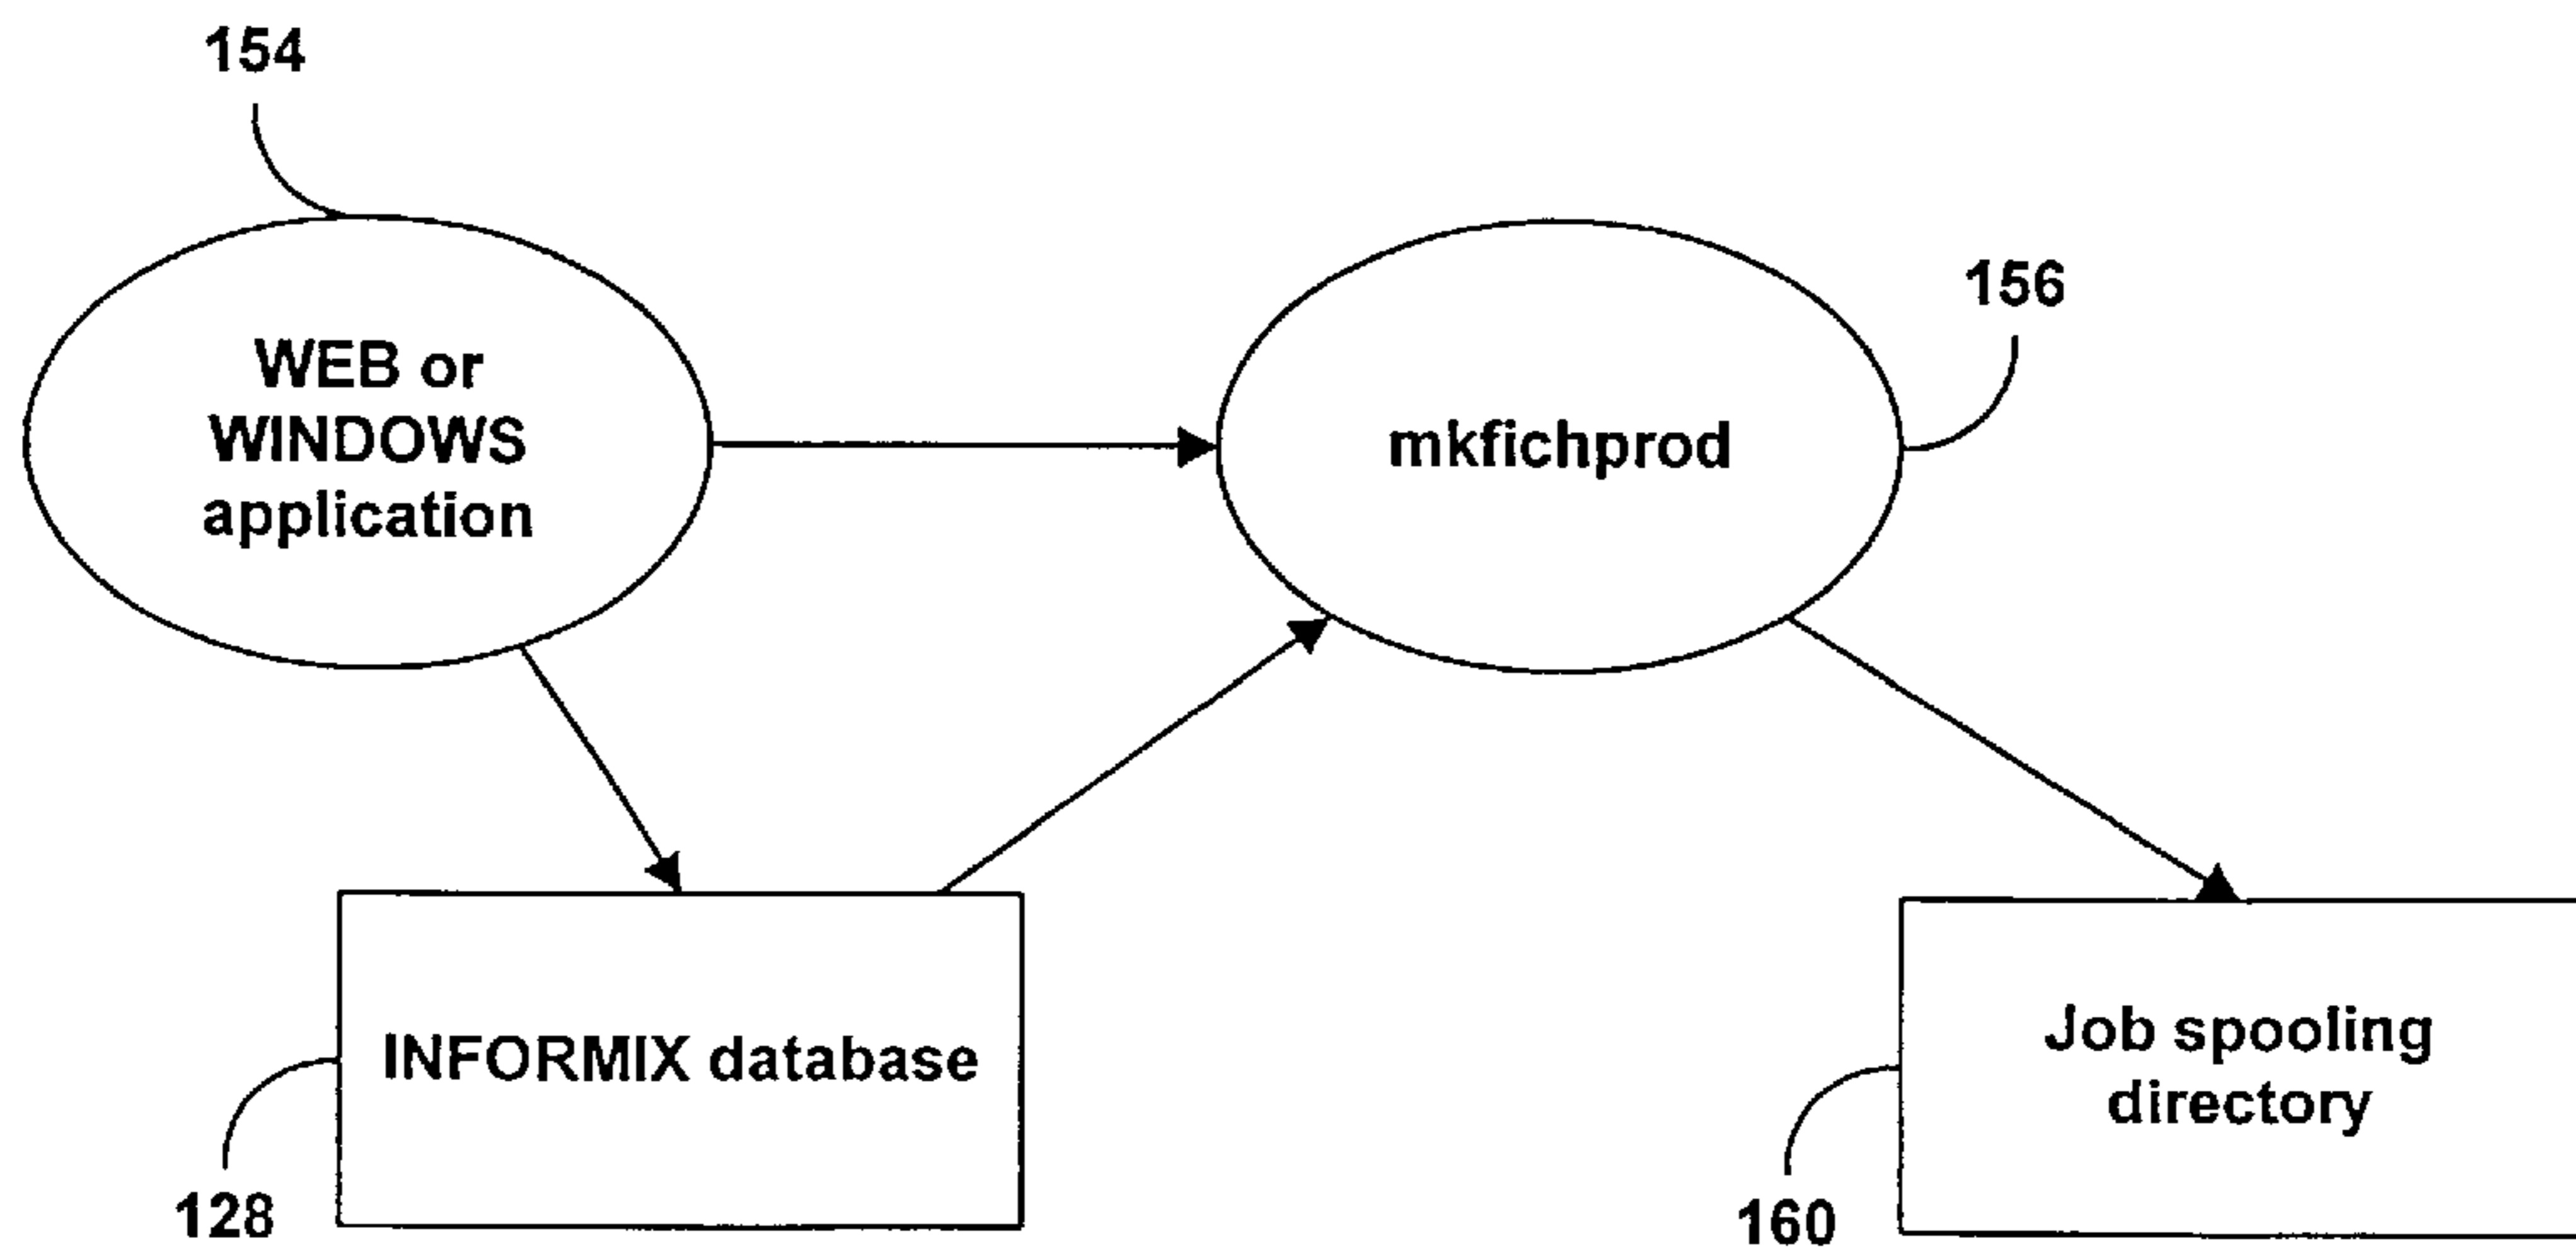 154
156
WEB or
WINDOWS
application
mkfichprod
INFORMIX database
Job spooling
directory
128
160